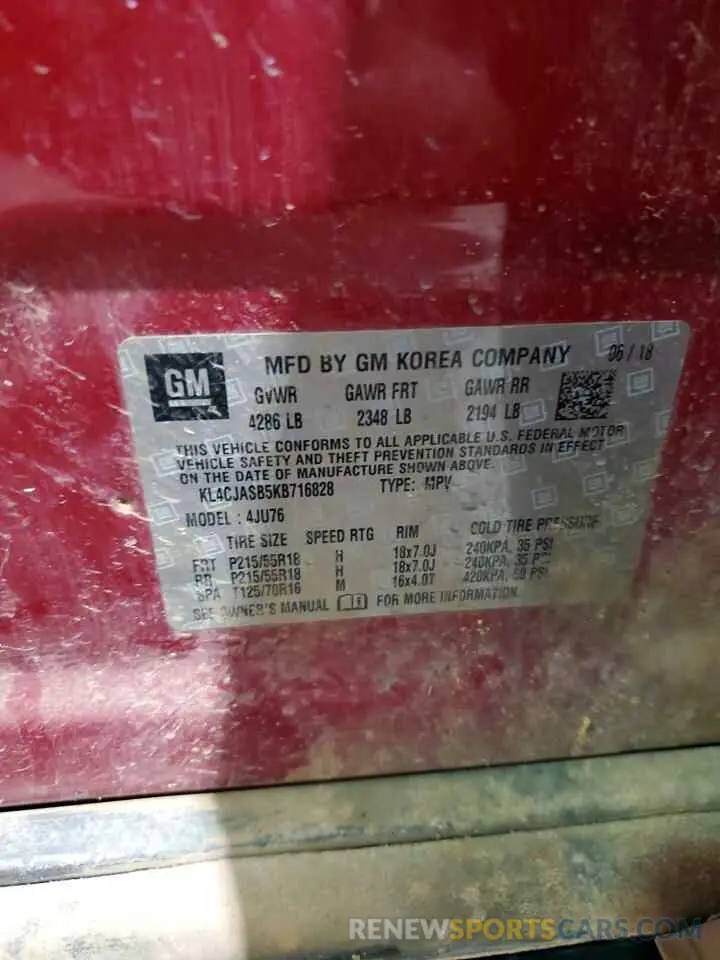 GM
MFD BY GM KOREA COMPANY 06/18
GVWR GAWR FRT GAWR RR
4286 LB 2348 LB 2194 LB
THIS VEHICLE CONFORMS TO ALL APPLICABLE U.S. FEDERAL MOTOR
VEHICLE SAFETY AND THEFT PREVENTION STANDARDS IN EFFECT
ON THE DATE OF MANUFACTURE SHOWN ABOVE.
KL4CJASB5KB716828 TYPE: MPV
MODEL : 4JU76
TIRE SIZE SPEED RTG RIM COLD TIRE PRESSURE
FRT P215/55R18 H 18x7.0J 240KPA, 35 PSI
RR P215/55R18 H 18x7.0J 240KPA, 35 PSI
SPA T125/70R16 M 16x4.0T 420KPA, 60 PSI
SEE OWNER'S MANUAL FOR MORE INFORMATION.
RENEWSPORTSCARS.COM